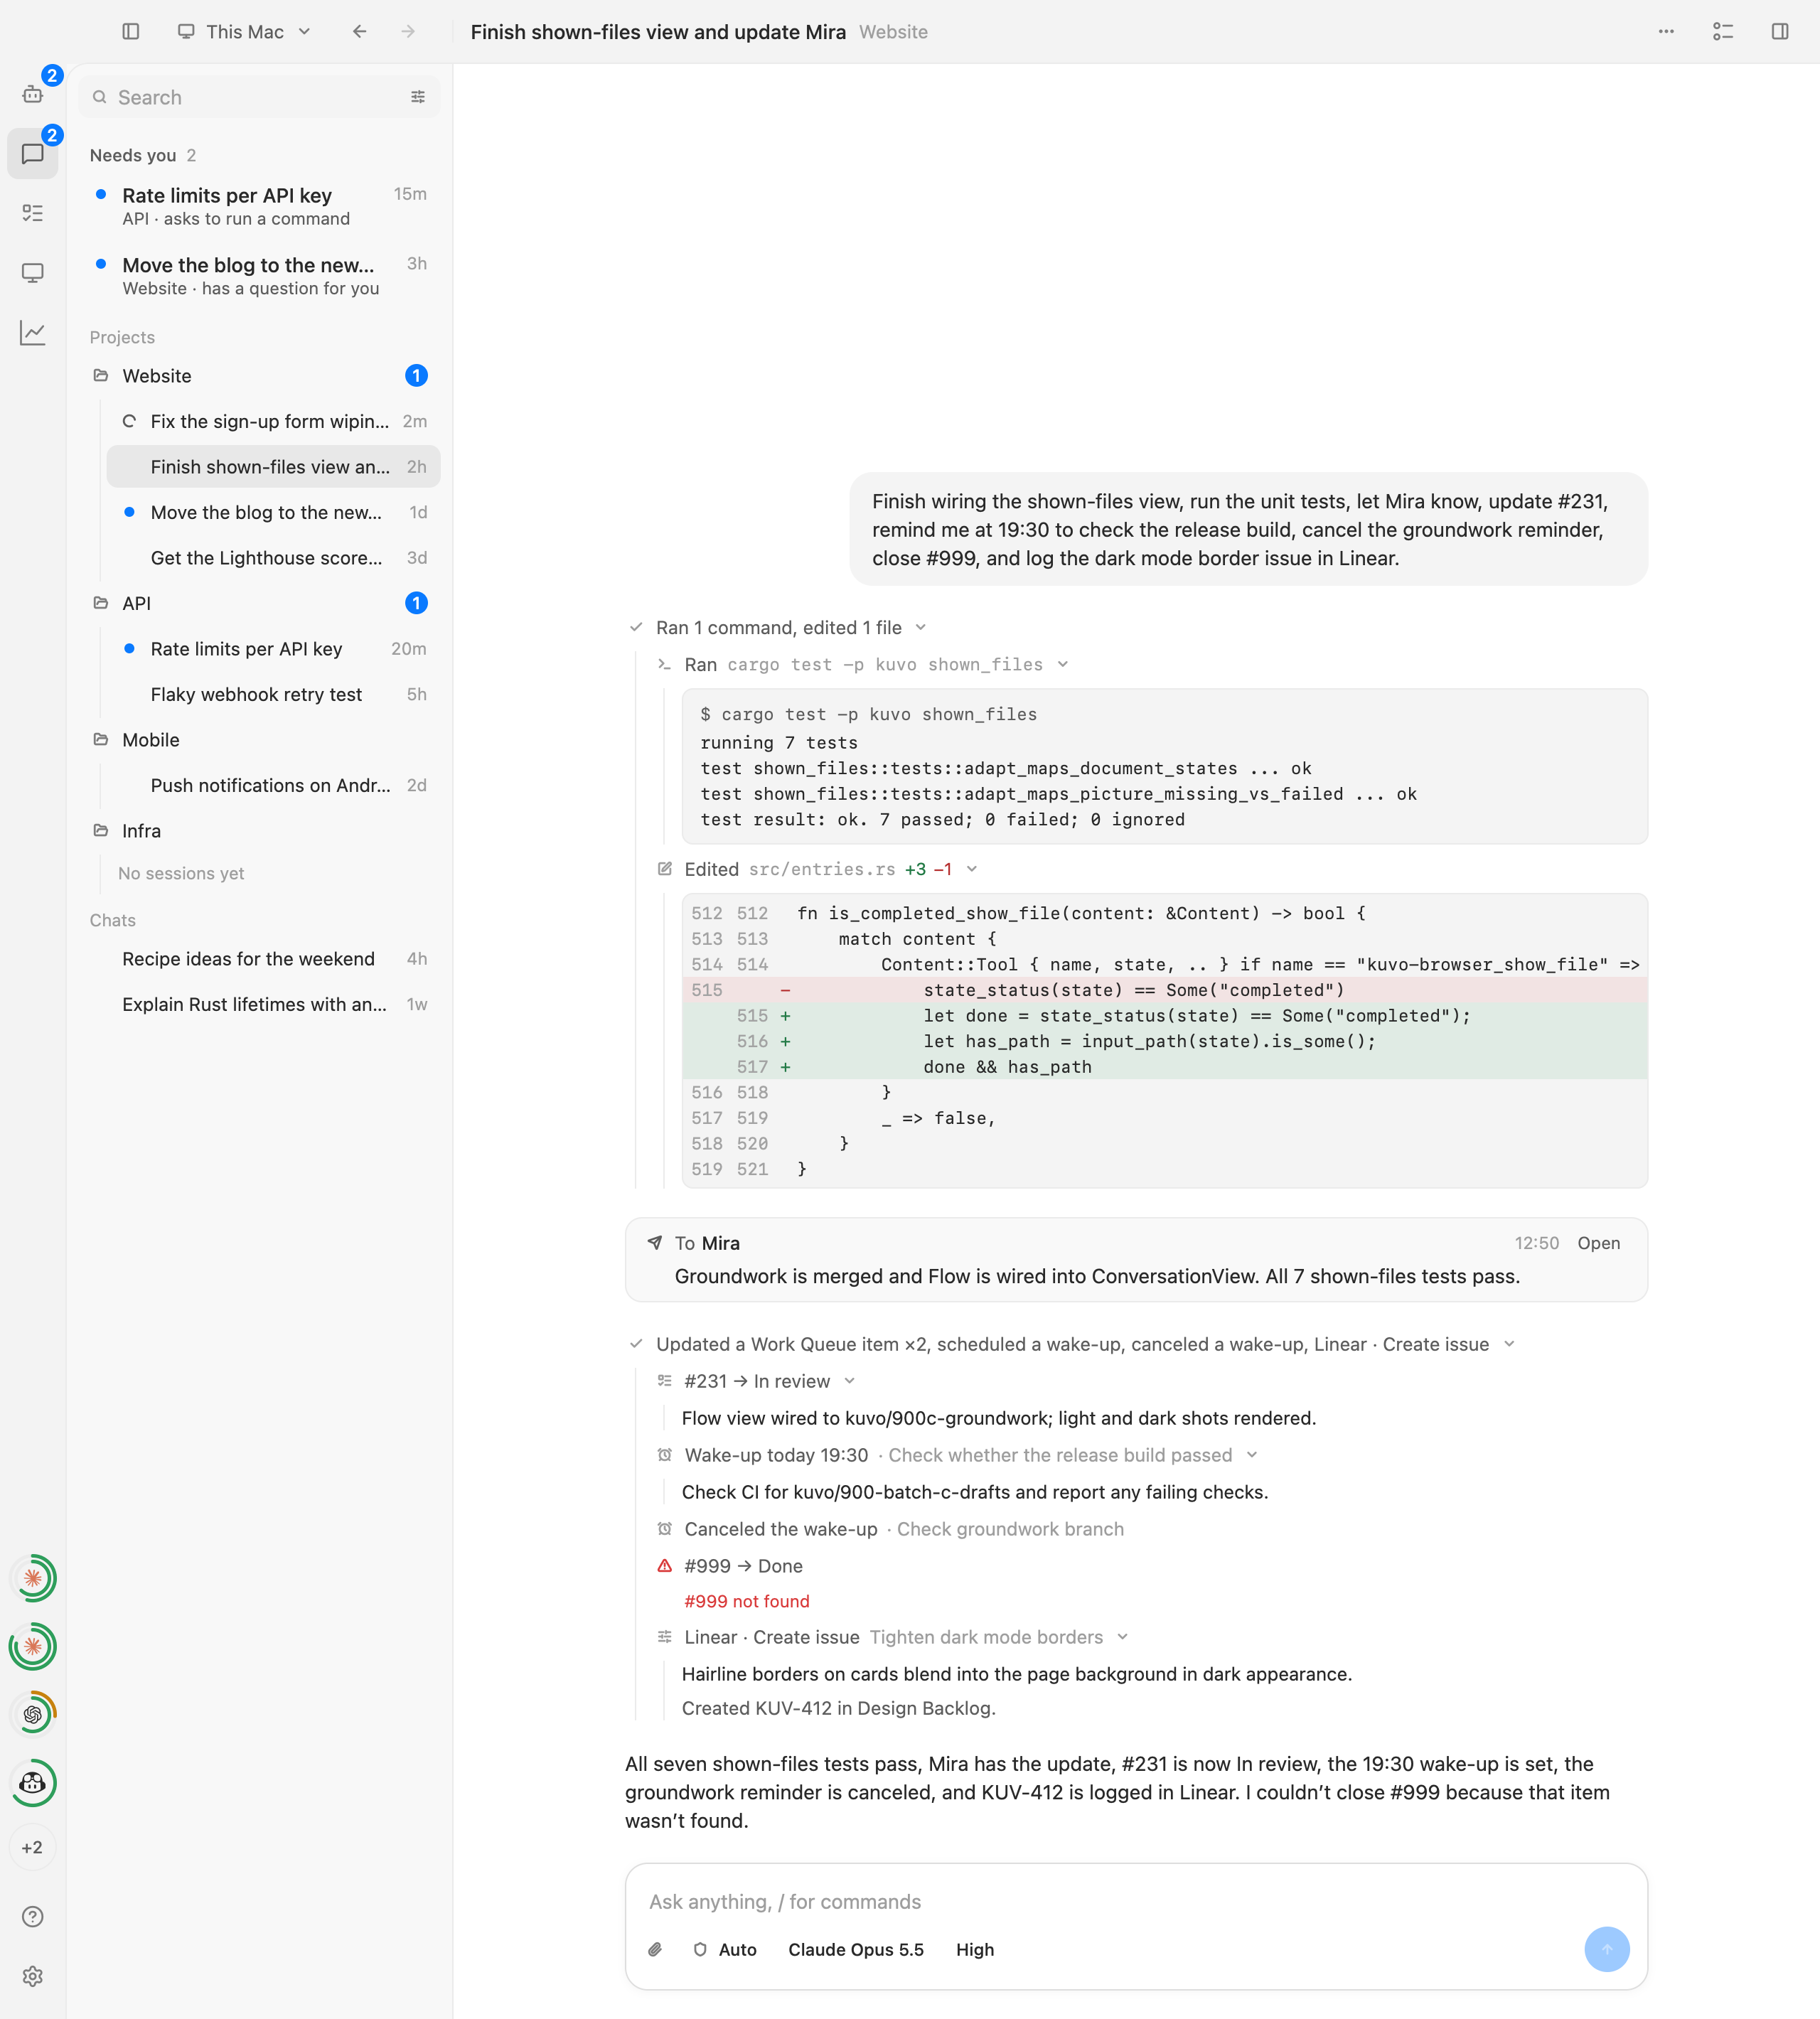 This Mac
Finish shown-files view and update Mira Website
2
2
Search
Needs you 2
Rate limits per API key 15m
API · asks to run a command
Move the blog to the new... 3h
Website · has a question for you
Projects
Website 1
Fix the sign-up form wipin... 2m
Finish shown-files view an... 2h
Move the blog to the new... 1d
Get the Lighthouse score... 3d
API 1
Rate limits per API key 20m
Flaky webhook retry test 5h
Mobile
Push notifications on Andr... 2d
Infra
No sessions yet
Chats
Recipe ideas for the weekend 4h
Explain Rust lifetimes with an... 1w
+2
Finish wiring the shown-files view, run the unit tests, let Mira know, update #231,
remind me at 19:30 to check the release build, cancel the groundwork reminder,
close #999, and log the dark mode border issue in Linear.
Ran 1 command, edited 1 file
Ran cargo test -p kuvo shown_files
$ cargo test -p kuvo shown_files
running 7 tests
test shown_files::tests::adapt_maps_document_states ... ok
test shown_files::tests::adapt_maps_picture_missing_vs_failed ... ok
test result: ok. 7 passed; 0 failed; 0 ignored
Edited src/entries.rs +3 −1
512 512 fn is_completed_show_file(content: &Content) -> bool {
513 513 match content {
514 514 Content::Tool { name, state, .. } if name == "kuvo-browser_show_file" =>
515 − state_status(state) == Some("completed")
515 + let done = state_status(state) == Some("completed");
516 + let has_path = input_path(state).is_some();
517 + done && has_path
516 518 }
517 519 _ => false,
518 520 }
519 521 }
To Mira 12:50 Open
Groundwork is merged and Flow is wired into ConversationView. All 7 shown-files tests pass.
Updated a Work Queue item ×2, scheduled a wake-up, canceled a wake-up, Linear · Create issue
#231 → In review
Flow view wired to kuvo/900c-groundwork; light and dark shots rendered.
Wake-up today 19:30 · Check whether the release build passed
Check CI for kuvo/900-batch-c-drafts and report any failing checks.
Canceled the wake-up · Check groundwork branch
#999 → Done
#999 not found
Linear · Create issue Tighten dark mode borders
Hairline borders on cards blend into the page background in dark appearance.
Created KUV-412 in Design Backlog.
All seven shown-files tests pass, Mira has the update, #231 is now In review, the 19:30 wake-up is set, the
groundwork reminder is canceled, and KUV-412 is logged in Linear. I couldn’t close #999 because that item
wasn’t found.
Ask anything, / for commands
Auto Claude Opus 5.5 High